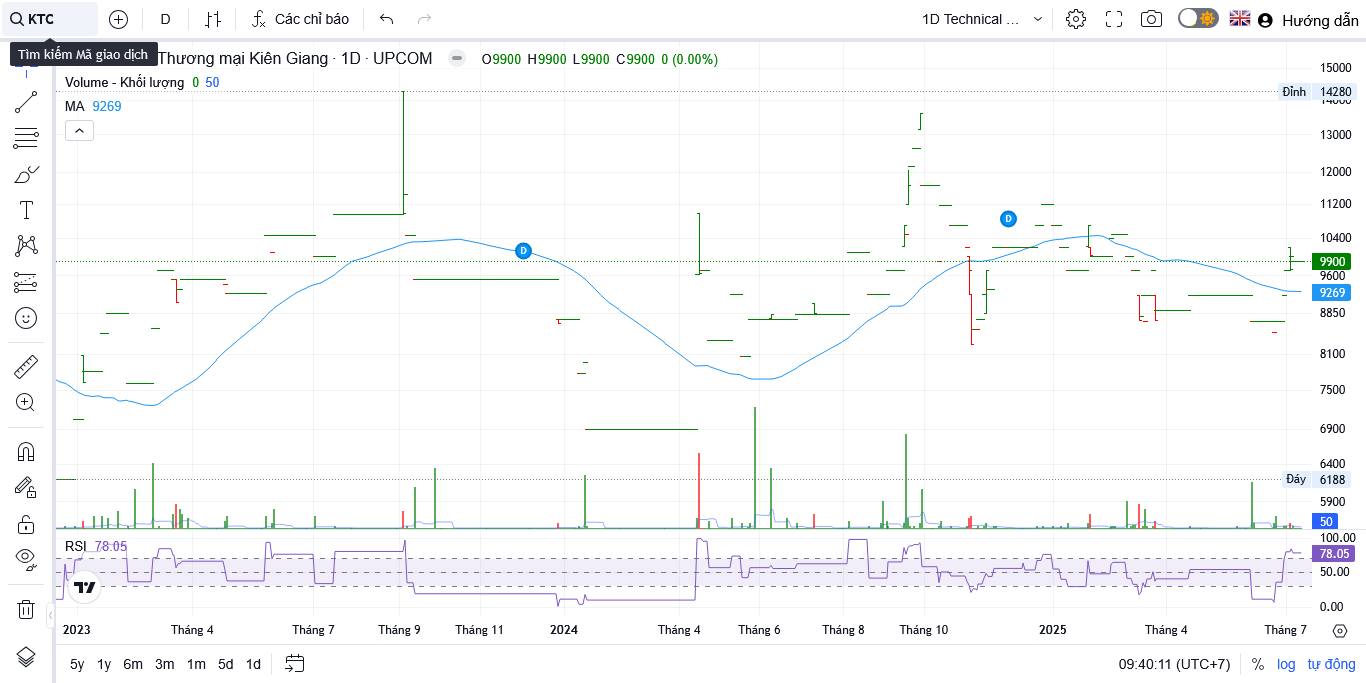 KTC
D
Các chỉ báo
1D Technical ...
Hướng dẫn
Tìm kiếm Mã giao dịch
Thương mại Kiên Giang · 1D · UPCOM
O9900 H9900 L9900 C9900 0 (0.00%)
Volume - Khối lượng 0 50
MA 9269
15000
Đỉnh 14280
14000
13000
12000
11200
10400
9900
9600
9269
8850
8100
7500
6900
6400
Đáy 6188
5900
50
D
D
RSI 78.05
100.00
78.05
50.00
0.00
2023 Tháng 4 Tháng 7 Tháng 9 Tháng 11 2024 Tháng 4 Tháng 6 Tháng 8 Tháng 10 2025 Tháng 4 Tháng 7
5y 1y 6m 3m 1m 5d 1d
09:40:11 (UTC+7) % log tự động